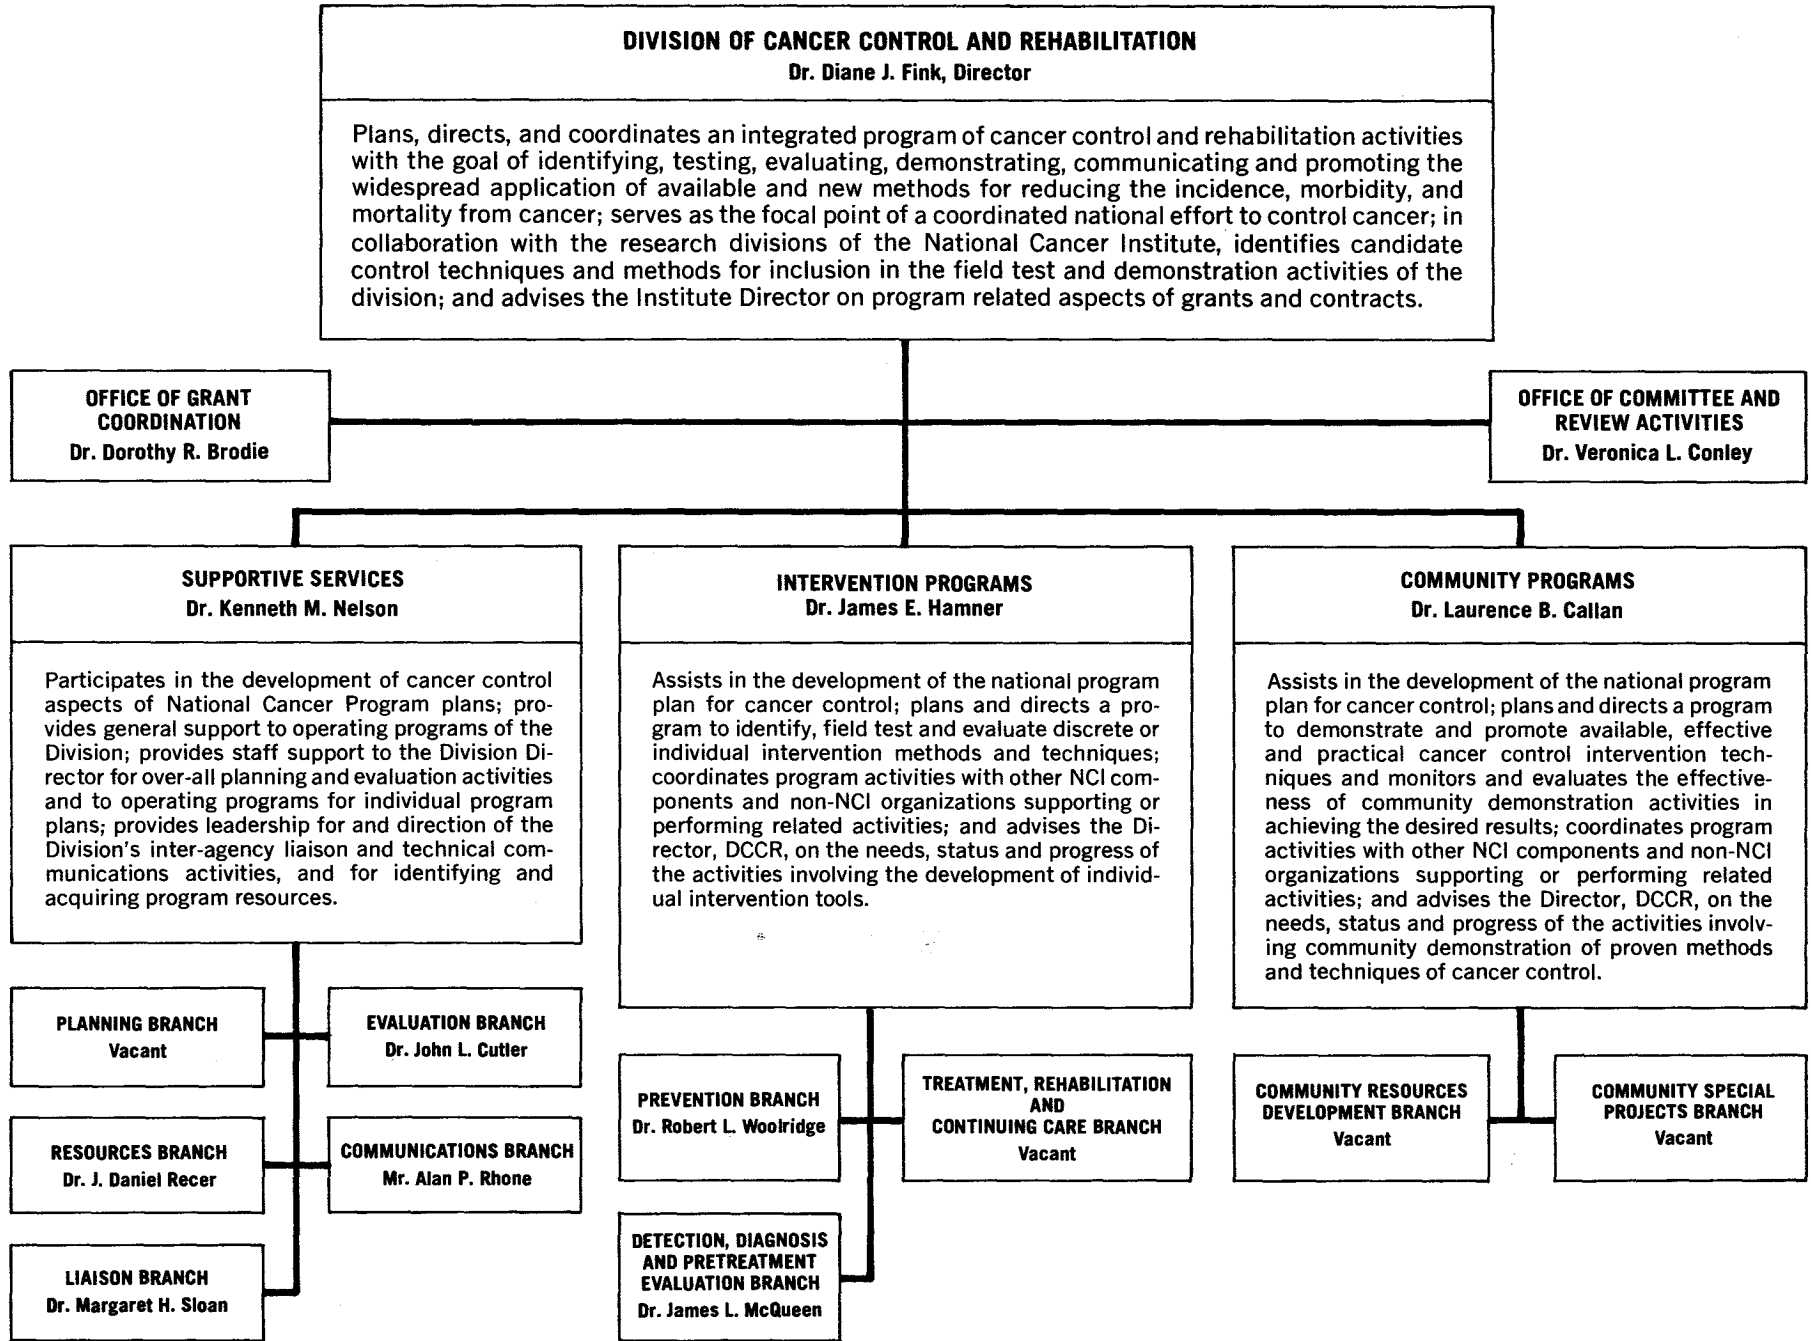 DIVISION OF CANCER CONTROL AND REHABILITATION
Dr. Diane J. Fink, Director
Plans, directs, and coordinates an integrated program of cancer control and rehabilitation activities
with the goal of identifying, testing, evaluating, demonstrating, communicating and promoting the
widespread application of available and new methods for reducing the incidence, morbidity, and
mortality from cancer; serves as the focal point of a coordinated national effort to control cancer; in
collaboration with the research divisions of the National Cancer Institute, identifies candidate
control techniques and methods for inclusion in the field test and demonstration activities of the
division; and advises the Institute Director on program related aspects of grants and contracts.
OFFICE OF GRANT
COORDINATION
Dr. Dorothy R. Brodie
OFFICE OF COMMITTEE AND
REVIEW ACTIVITIES
Dr. Veronica L. Conley
SUPPORTIVE SERVICES
Dr. Kenneth M. Nelson
Participates in the development of cancer control
aspects of National Cancer Program plans; pro-
vides general support to operating programs of the
Division; provides staff support to the Division Di-
rector for over-all planning and evaluation activities
and to operating programs for individual program
plans; provides leadership for and direction of the
Division's inter-agency liaison and technical com-
munications activities, and for identifying and
acquiring program resources.
PLANNING BRANCH
Vacant
EVALUATION BRANCH
Dr. John L. Cutler
RESOURCES BRANCH
Dr. J. Daniel Recer
COMMUNICATIONS BRANCH
Mr. Alan P. Rhone
LIAISON BRANCH
Dr. Margaret H. Sloan
INTERVENTION PROGRAMS
Dr. James E. Hamner
Assists in the development of the national program
plan for cancer control; plans and directs a pro-
gram to identify, field test and evaluate discrete or
individual intervention methods and techniques;
coordinates program activities with other NCI com-
ponents and non-NCI organizations supporting or
performing related activities; and advises the Di-
rector, DCCR, on the needs, status and progress of
the activities involving the development of individ-
ual intervention tools.
PREVENTION BRANCH
Dr. Robert L. Woolridge
TREATMENT, REHABILITATION
AND
CONTINUING CARE BRANCH
Vacant
DETECTION, DIAGNOSIS
AND PRETREATMENT
EVALUATION BRANCH
Dr. James L. McQueen
COMMUNITY PROGRAMS
Dr. Laurence B. Callan
Assists in the development of the national program
plan for cancer control; plans and directs a program
to demonstrate and promote available, effective
and practical cancer control intervention tech-
niques and monitors and evaluates the effective-
ness of community demonstration activities in
achieving the desired results; coordinates program
activities with other NCI components and non-NCI
organizations supporting or performing related
activities; and advises the Director, DCCR, on the
needs, status and progress of the activities involv-
ing community demonstration of proven methods
and techniques of cancer control.
COMMUNITY RESOURCES
DEVELOPMENT BRANCH
Vacant
COMMUNITY SPECIAL
PROJECTS BRANCH
Vacant